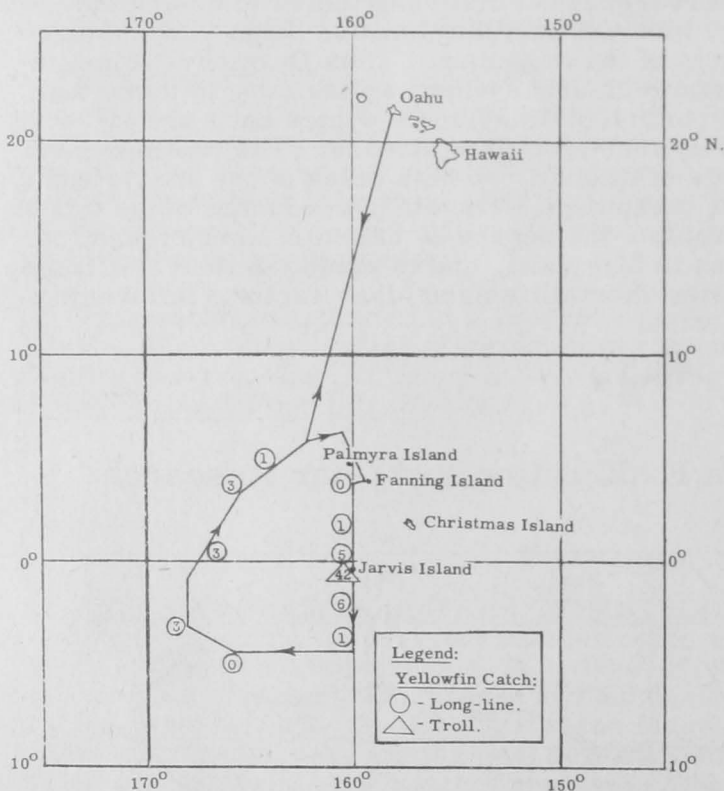 170° 160° 150°
Oahu
20° 20° N.
Hawaii
10° 10°
1
Palmyra Island
3 0 Fanning Island
1 Christmas Island
3 5
0° 0°
42 Jarvis Island
6
3 1
0
Legend:
Yellowfin Catch:
- Long-line.
- Troll.
10° 10°
170° 160° 150°